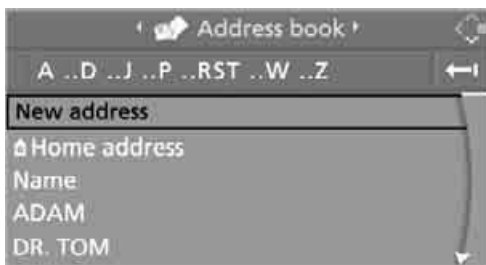 Address book
A ..D ..J ..P ..RST ..W ..Z
New address
Home address
Name
ADAM
DR. TOM